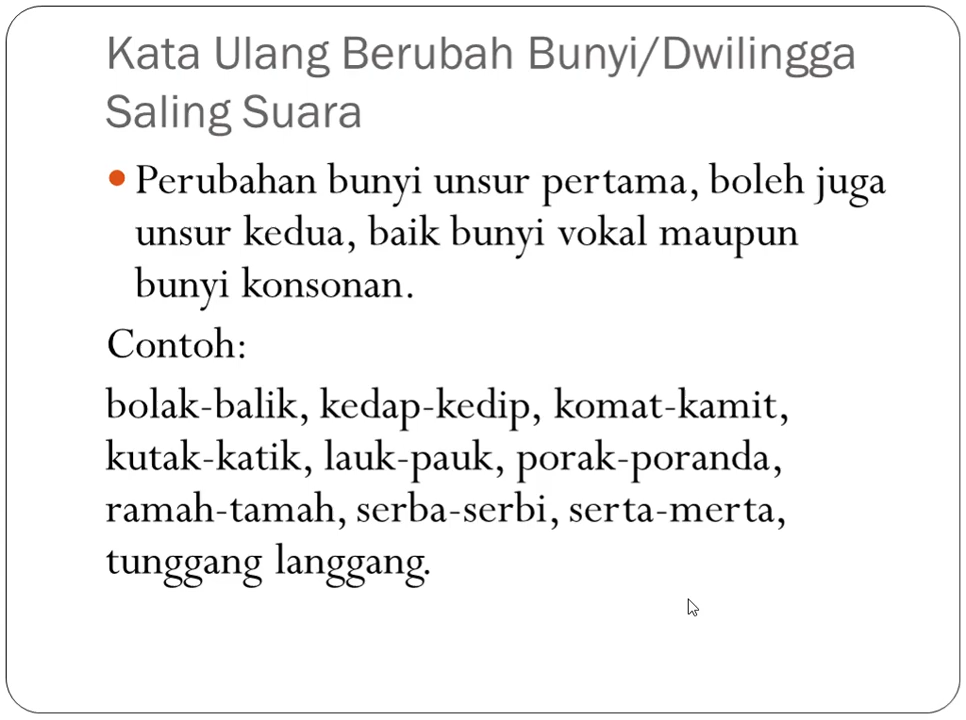 Kata Ulang Berubah Bunyi/Dwilingga
Saling Suara
Perubahan bunyi unsur pertama, boleh juga
unsur kedua, baik bunyi vokal maupun
bunyi konsonan.
Contoh:
bolak-balik, kedap-kedip, komat-kamit,
kutak-katik, lauk-pauk, porak-poranda,
ramah-tamah, serba-serbi, serta-merta,
tunggang langgang.